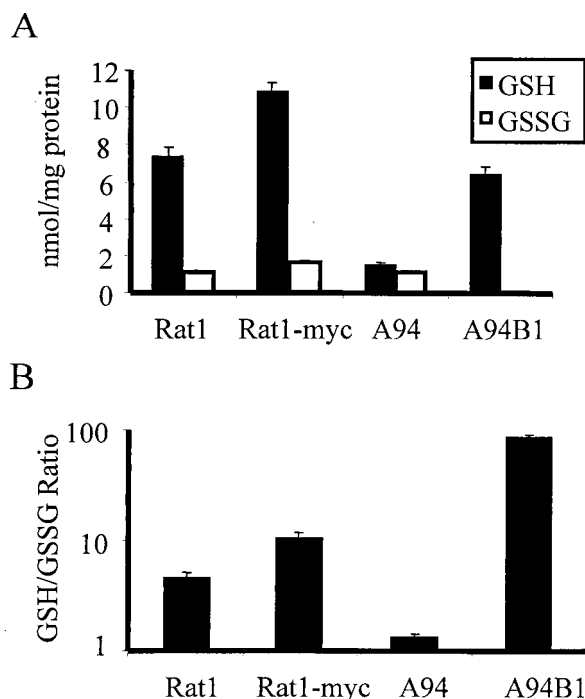 A
nmol/mg protein
12
10
8
6
4
2
0
GSH
GSSG
Rat1 Rat1-myc A94 A94B1
B
GSH/GSSG Ratio
100
10
1
Rat1 Rat1-myc A94 A94B1